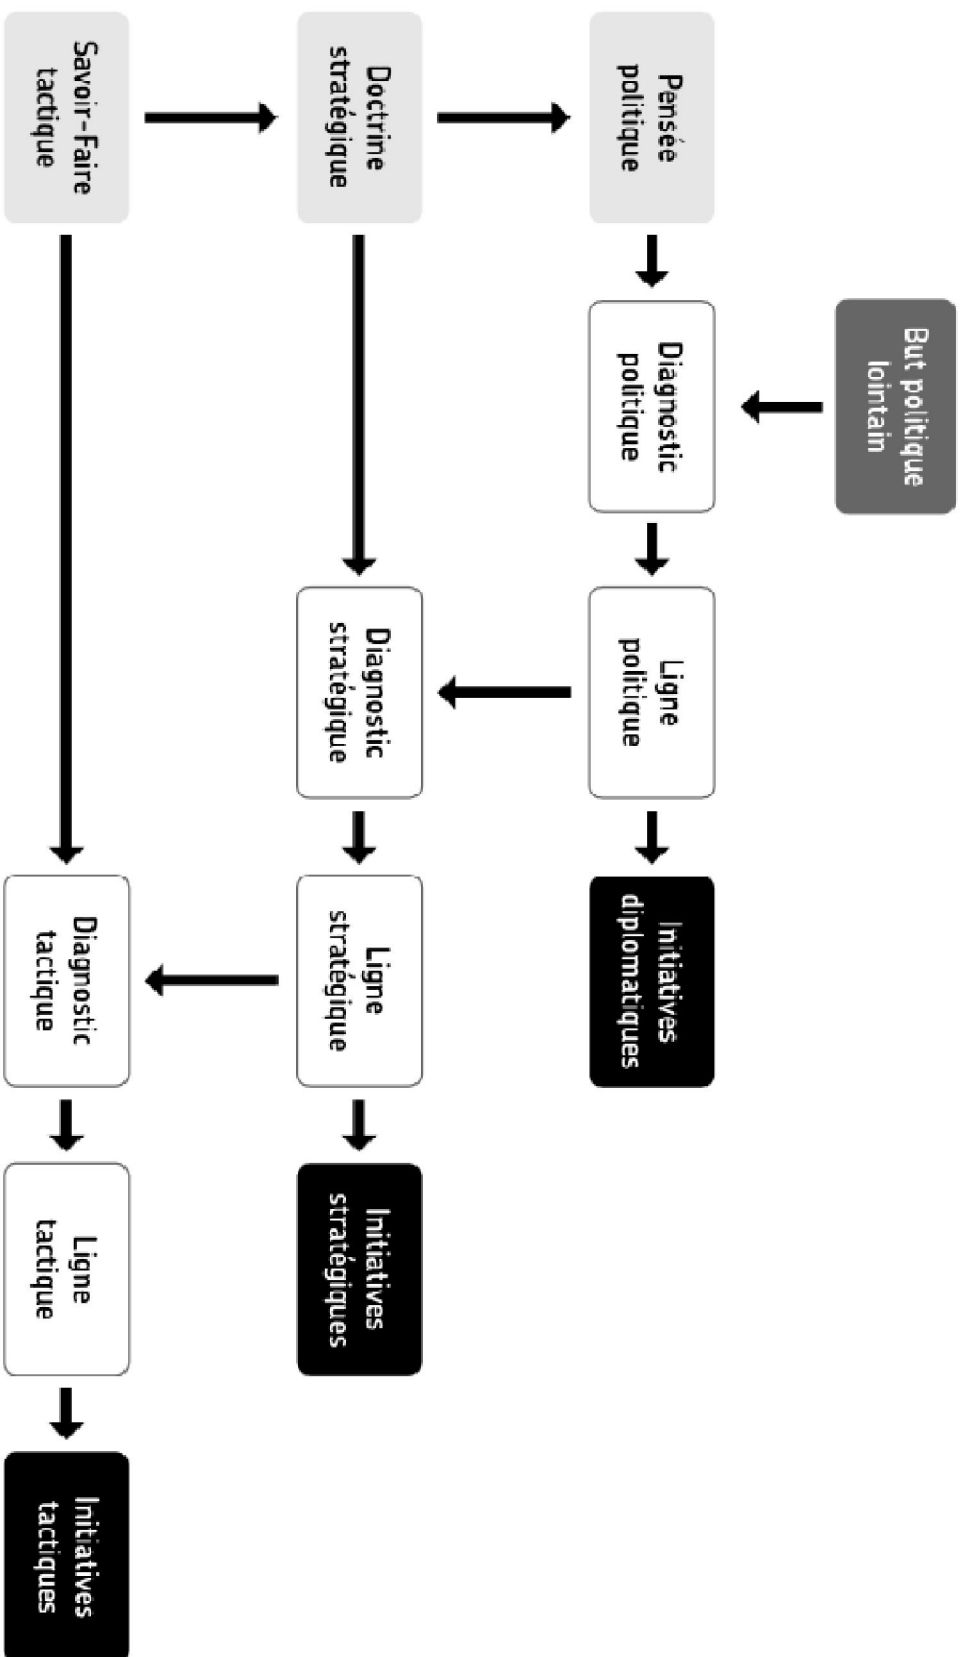 But politique
lointain
Pensée
politique
Diagnostic
politique
Ligne
politique
Initiatives
diplomatiques
Doctrine
stratégique
Diagnostic
stratégique
Ligne
stratégique
Initiatives
stratégiques
Savoir-Faire
tactique
Diagnostic
tactique
Ligne
tactique
Initiatives
tactiques